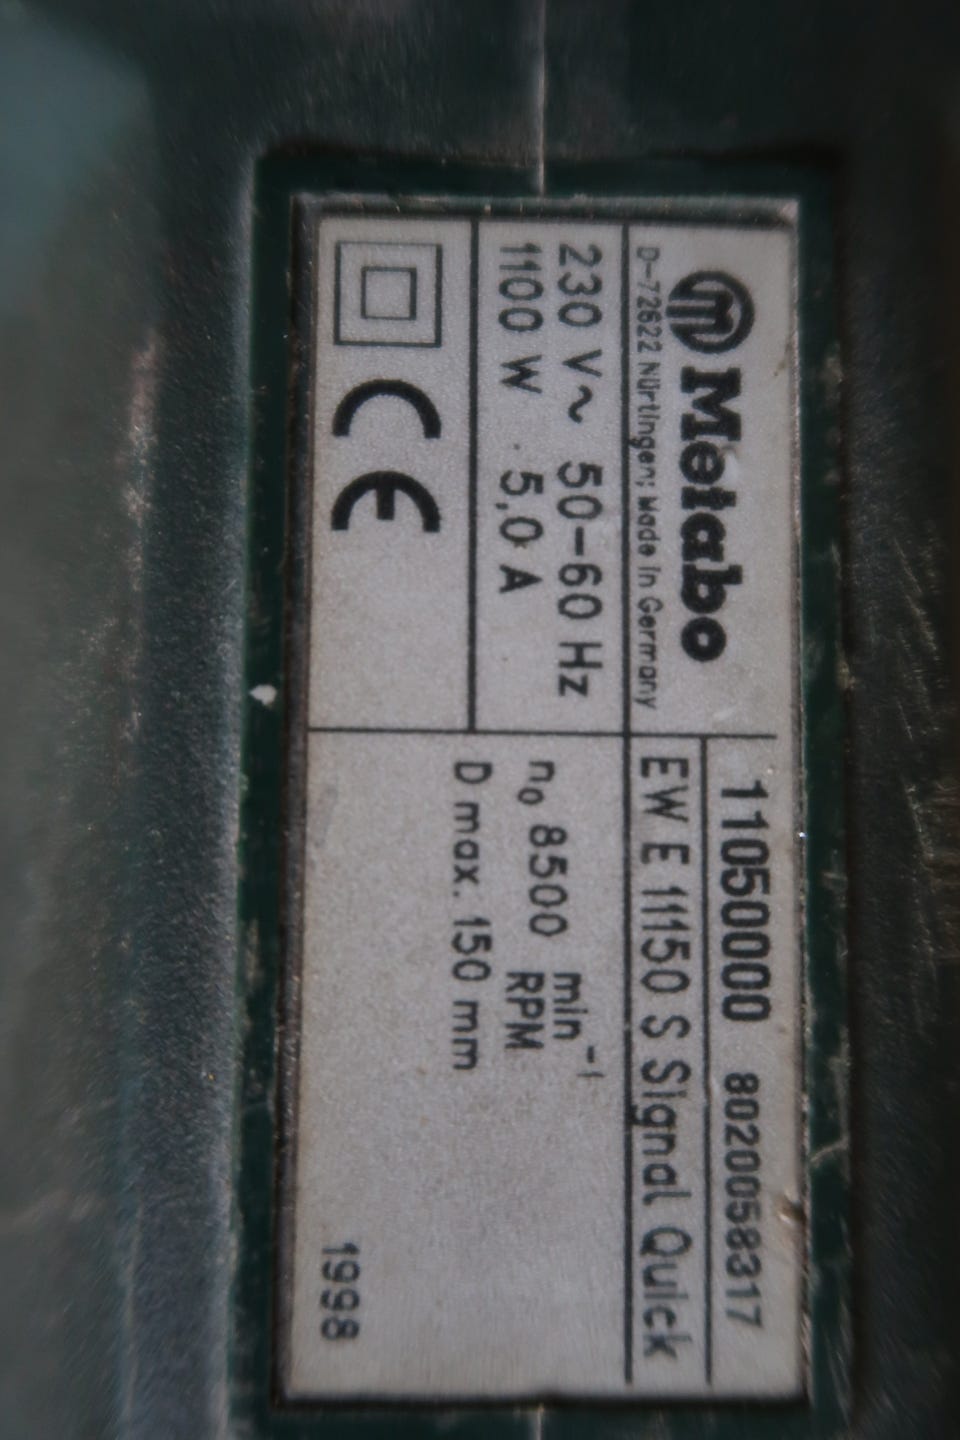 Metabo
D-72622 Nürtingen; Made in Germany
11050000 8020058317
EW E 11150 S Signal Quick
230 V~ 50-60 Hz
1100 W 5,0 A
n₀ 8500 min⁻¹
RPM
D max. 150 mm
CE
1998